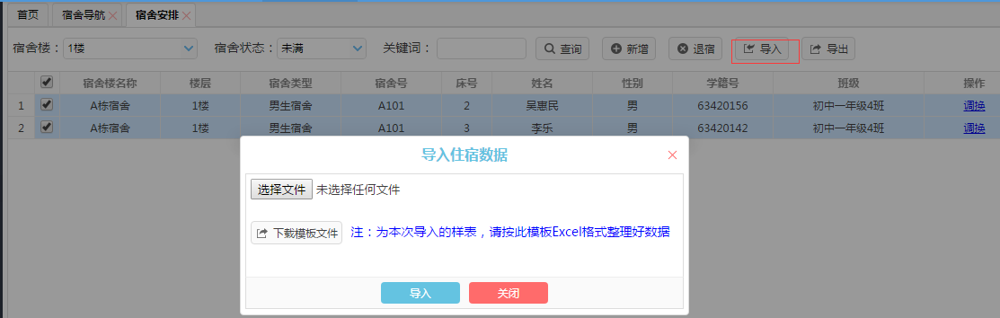 首页 宿舍导航 宿舍安排
宿舍楼：1楼 宿舍状态：未满 关键词： 查询 新增 退宿 导入 导出
宿舍楼名称 楼层 宿舍类型 宿舍号 床号 姓名 性别 学籍号 班级 操作
1 A栋宿舍 1楼 男生宿舍 A101 2 吴惠民 男 63420156 初中一年级4班 调换
2 A栋宿舍 1楼 男生宿舍 A101 3 李乐 男 63420142 初中一年级4班 调换
导入住宿数据
选择文件 未选择任何文件
下载模板文件 注：为本次导入的样表，请按此模板Excel格式整理好数据
导入 关闭